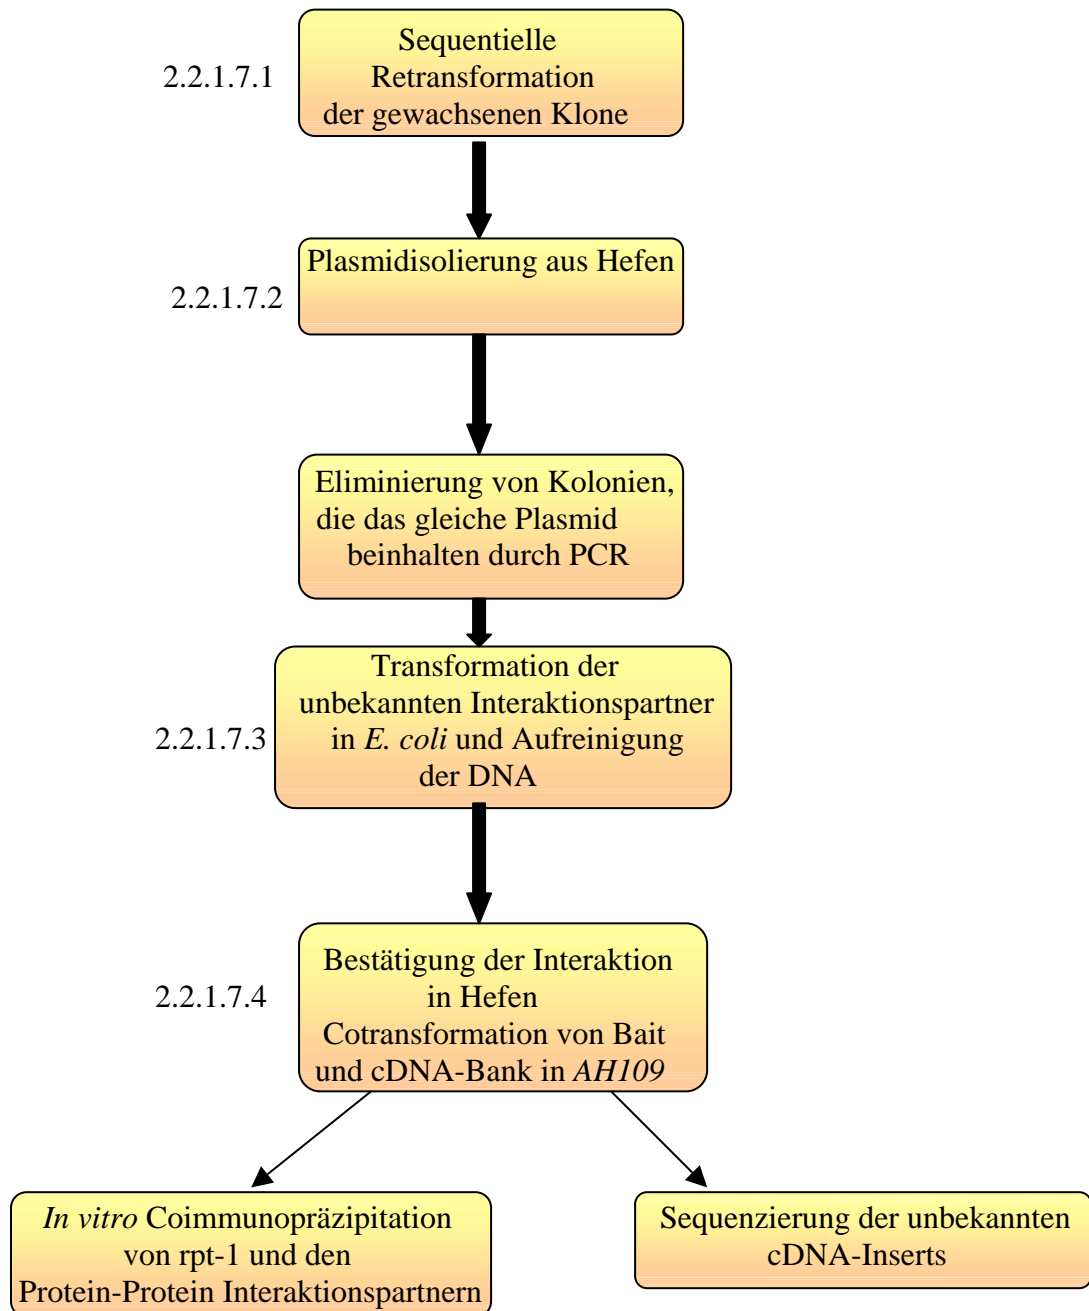 Sequentielle
2.2.1.7.1
Retransformation
der gewachsenen Klone
Plasmidisolierung aus Hefen
2.2.1.7.2
Eliminierung von Kolonien,
die das gleiche Plasmid
beinhalten durch PCR
Transformation der
unbekannten Interaktionspartner
2.2.1.7.3
in E. coli und Aufreinigung
der DNA
Bestätigung der Interaktion
2.2.1.7.4
in Hefen
Cotransformation von Bait
und cDNA-Bank in AH109
In vitro Coimmunopräzipitation
von rpt-1 und den
Protein-Protein Interaktionspartnern
Sequenzierung der unbekannten
cDNA-Inserts